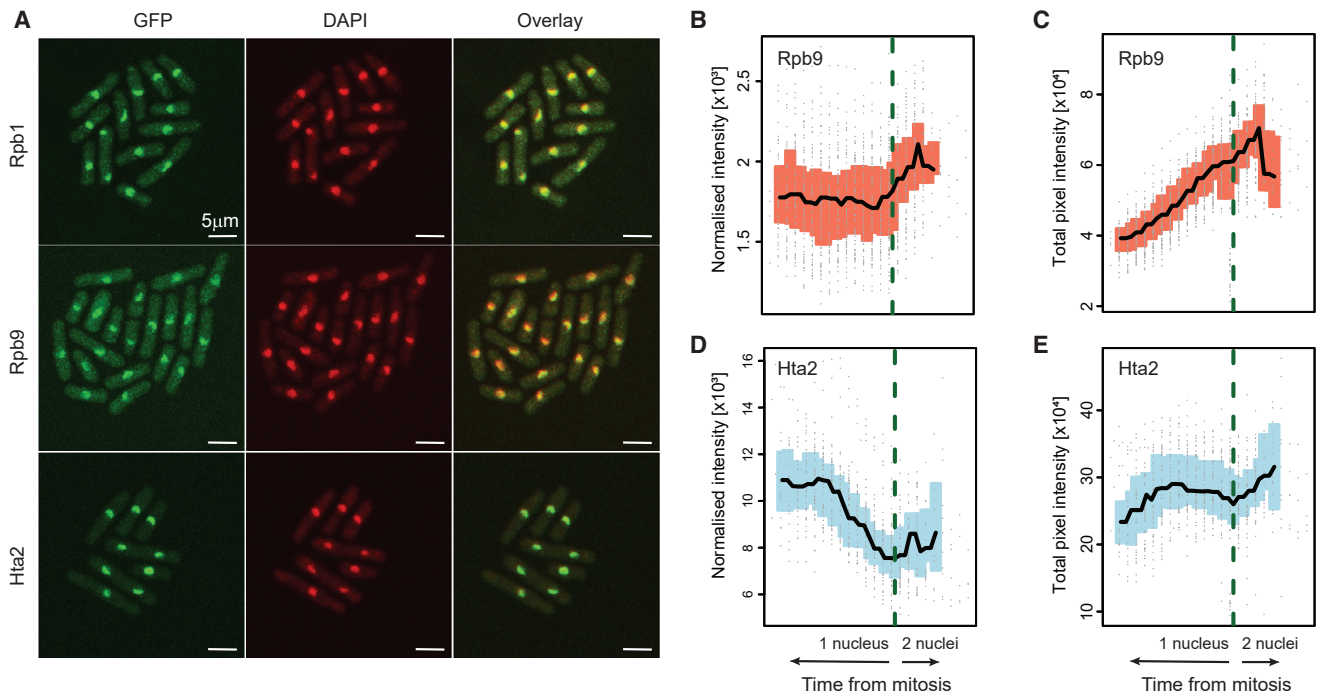 A
GFP
DAPI
Overlay
Rpb1
5μm
Rpb9
Hta2
B
Rpb9
Normalised intensity [x10³]
2.5
2
1.5
C
Rpb9
Total pixel intensity [x10⁴]
8
6
4
2
D
Hta2
Normalised intensity [x10³]
16
14
12
10
8
6
1 nucleus
2 nuclei
Time from mitosis
E
Hta2
Total pixel intensity [x10⁴]
40
30
20
10
1 nucleus
2 nuclei
Time from mitosis